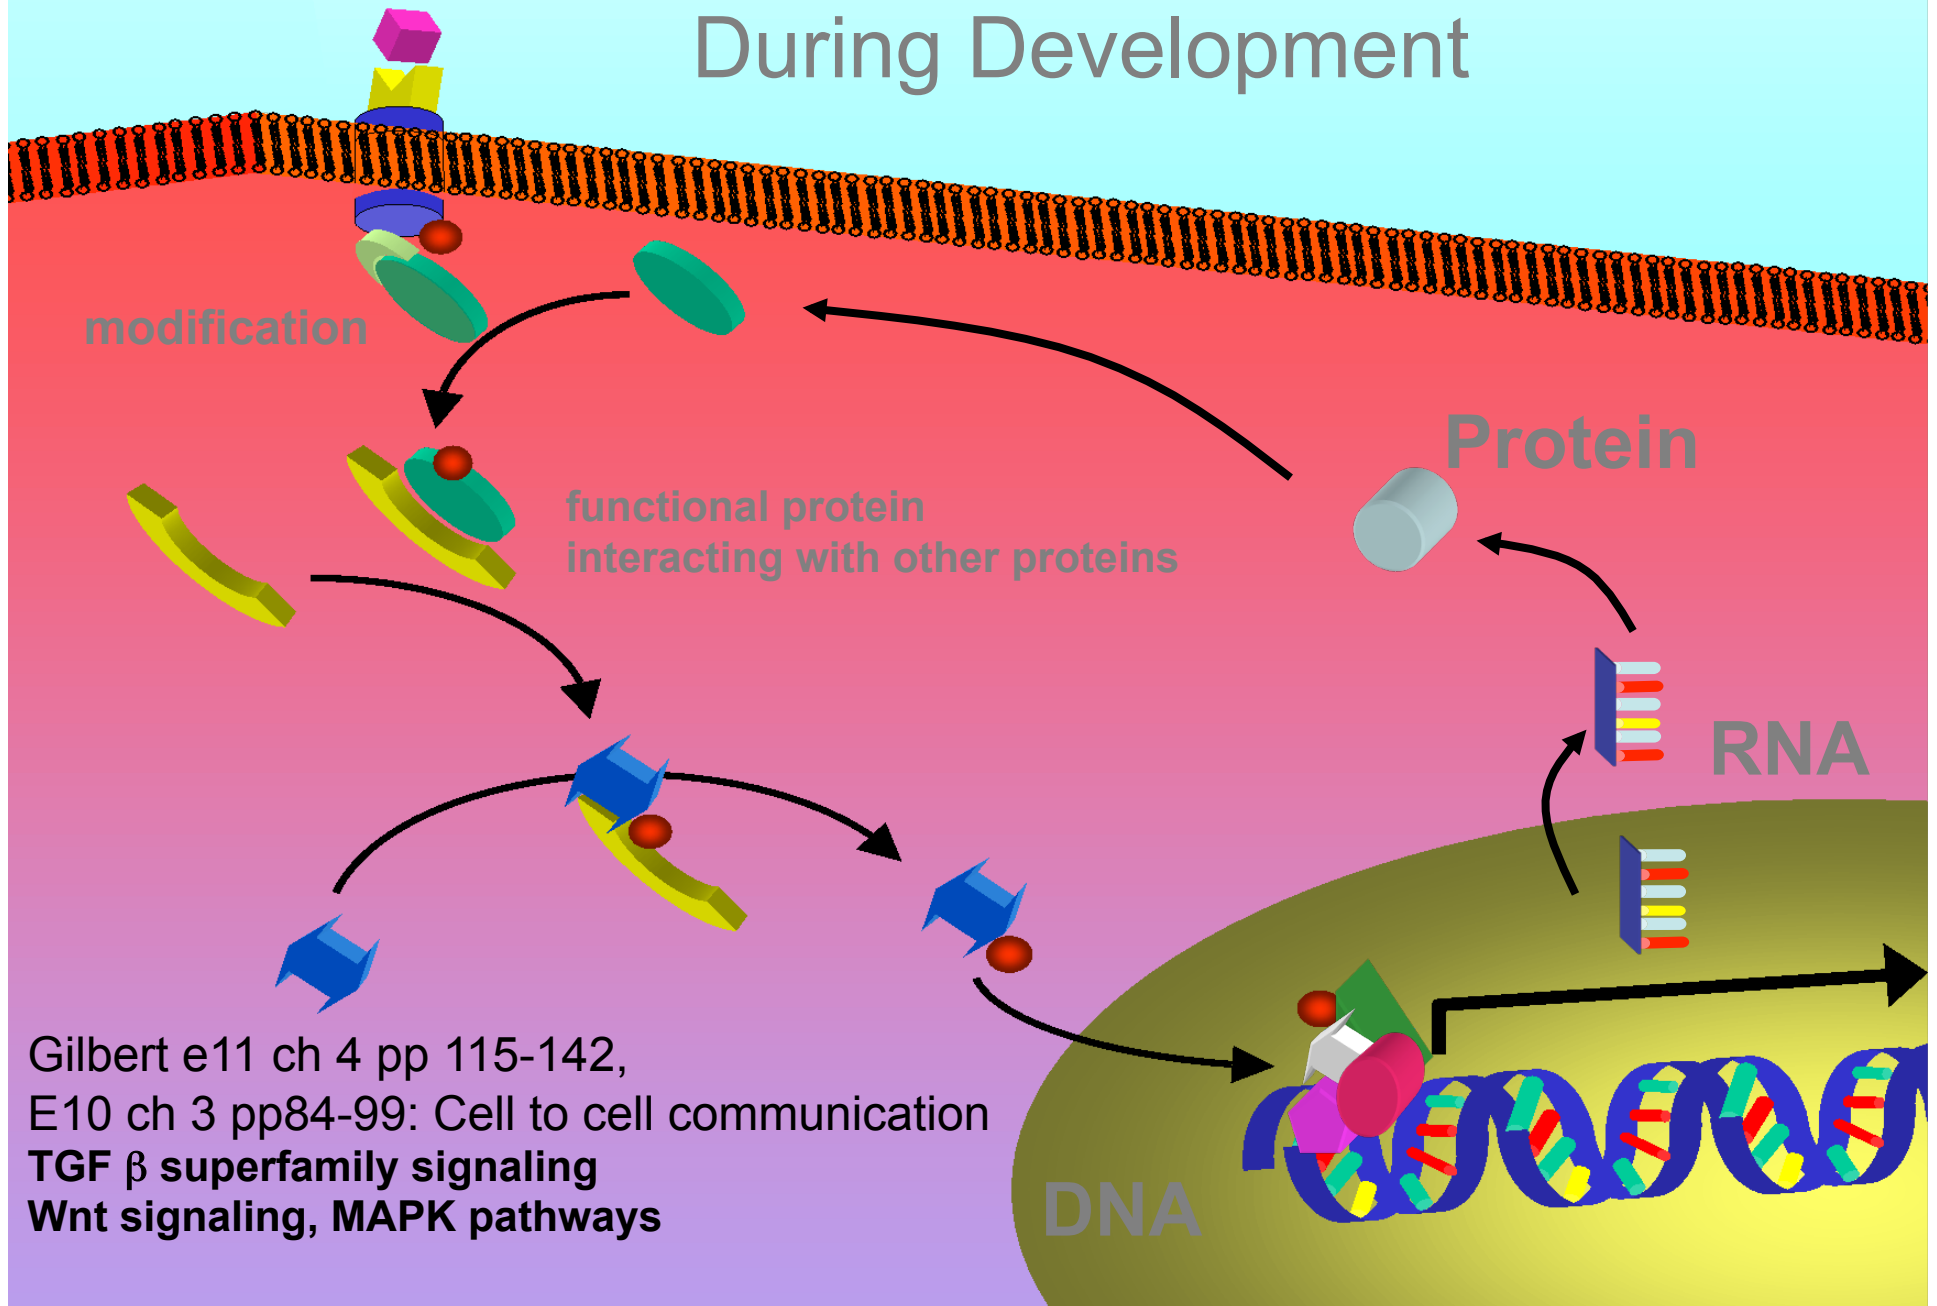 During Development
modification
Protein
functional protein
interacting with other proteins
RNA
Gilbert e11 ch 4 pp 115-142,
E10 ch 3 pp84-99: Cell to cell communication
TGF β superfamily signaling
Wnt signaling, MAPK pathways
DNA